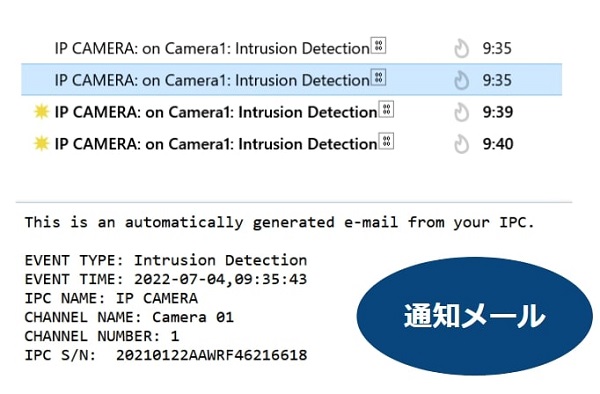 IP CAMERA: on Camera1: Intrusion Detection 9:35
IP CAMERA: on Camera1: Intrusion Detection 9:35
IP CAMERA: on Camera1: Intrusion Detection 9:39
IP CAMERA: on Camera1: Intrusion Detection 9:40
This is an automatically generated e-mail from your IPC.
EVENT TYPE: Intrusion Detection
EVENT TIME: 2022-07-04,09:35:43
IPC NAME: IP CAMERA
CHANNEL NAME: Camera 01
CHANNEL NUMBER: 1
IPC S/N: 20210122AAWRF46216618
通知メール